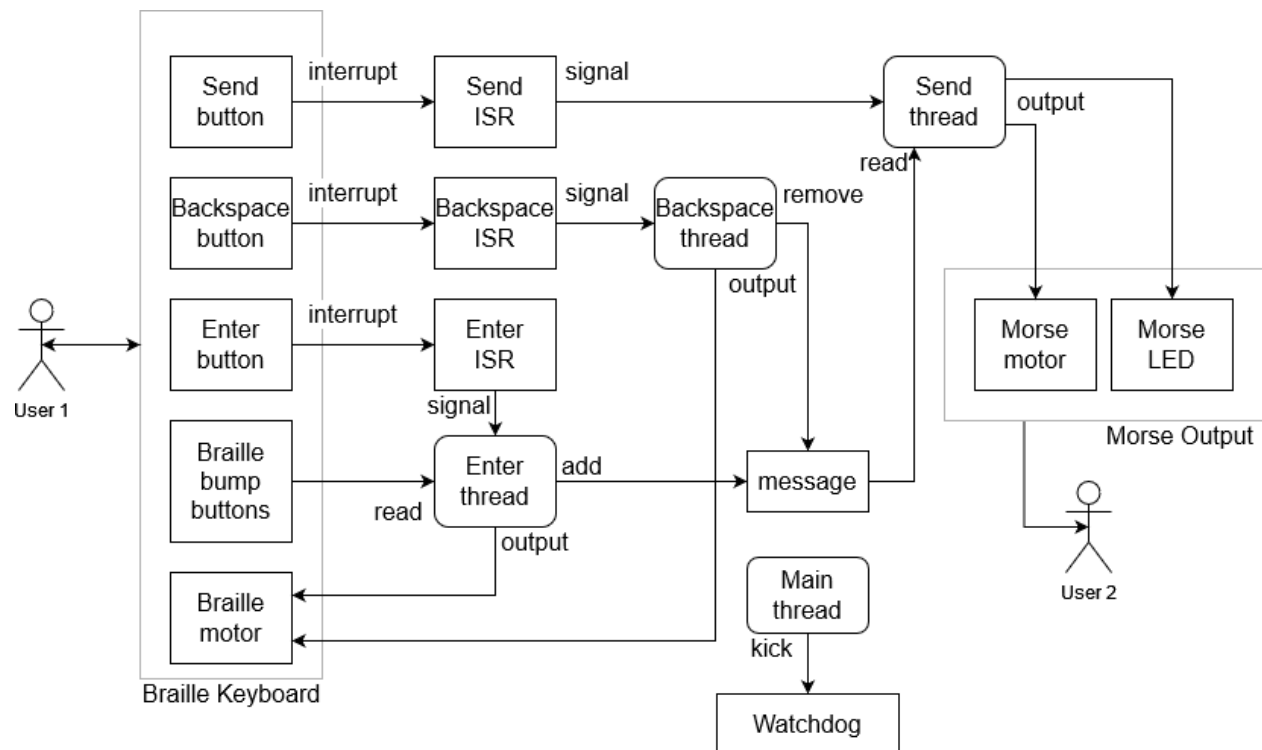 interrupt
signal
Send
button
Send
ISR
Send
thread
output
read
interrupt
signal
remove
Backspace
button
Backspace
ISR
Backspace
thread
output
interrupt
Enter
button
Enter
ISR
Morse
motor
Morse
LED
signal
User 1
Morse Output
Braille
bump
buttons
read
Enter
thread
add
message
output
Braille
motor
Main
thread
User 2
kick
Braille Keyboard
Watchdog